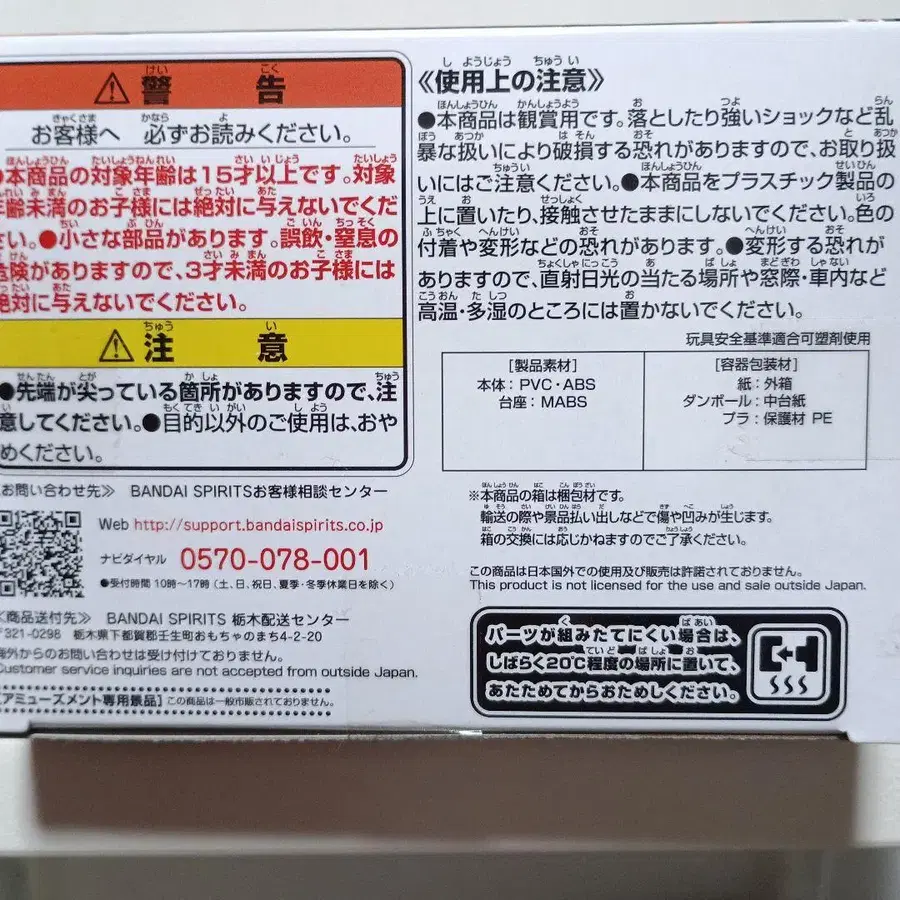 警告
お客様へ 必ずお読みください。
●本商品の対象年齢は15才以上です。対象
年齢未満のお子様には絶対に与えないでくだ
さい。●小さな部品があります。誤飲・窒息の
危険がありますので、3才未満のお子様には
絶対に与えないでください。
注意
●先端が尖っている箇所がありますので、注
意してください。●目的以外のご使用は、おや
めください。
お問い合わせ先》 BANDAI SPIRITSお客様相談センター
Web http://support.bandaispirits.co.jp
ナビダイヤル 0570-078-001
●受付時間 10時〜17時(土、日、祝日、夏季・冬季休業日を除く)
《商品送付先》 BANDAI SPIRITS 栃木配送センター
〒321-0298 栃木県下都賀郡壬生町おもちゃのまち4-2-20
海外からのお問い合わせは受け付けておりません。
Customer service inquiries are not accepted from outside Japan.
[アミューズメント専用景品] この商品は一般市販されておりません。
《使用上の注意》
●本商品は観賞用です。落としたり強いショックなど乱
暴な扱いにより破損する恐れがありますので、お取り扱
いにはご注意ください。●本商品をプラスチック製品の
上に置いたり、接触させたままにしないでください。色の
付着や変形などの恐れがあります。●変形する恐れが
ありますので、直射日光の当たる場所や窓際・車内など
高温・多湿のところには置かないでください。
玩具安全基準適合可塑剤使用
[製品素材]
本体:PVC・ABS
台座:MABS
[容器包装材]
紙:外箱
ダンボール:中台紙
プラ:保護材 PE
※本商品の箱は梱包材です。
輸送の際や景品払い出しなどで傷や凹みが生じます。
箱の交換には応じかねますのでご了承ください。
この商品は日本国外での使用及び販売は許諾されておりません。
This product is not licensed for the use and sale outside Japan.
パーツが組みたてにくい場合は、
しばらく20℃程度の場所に置いて、
あたためてからおためしください。